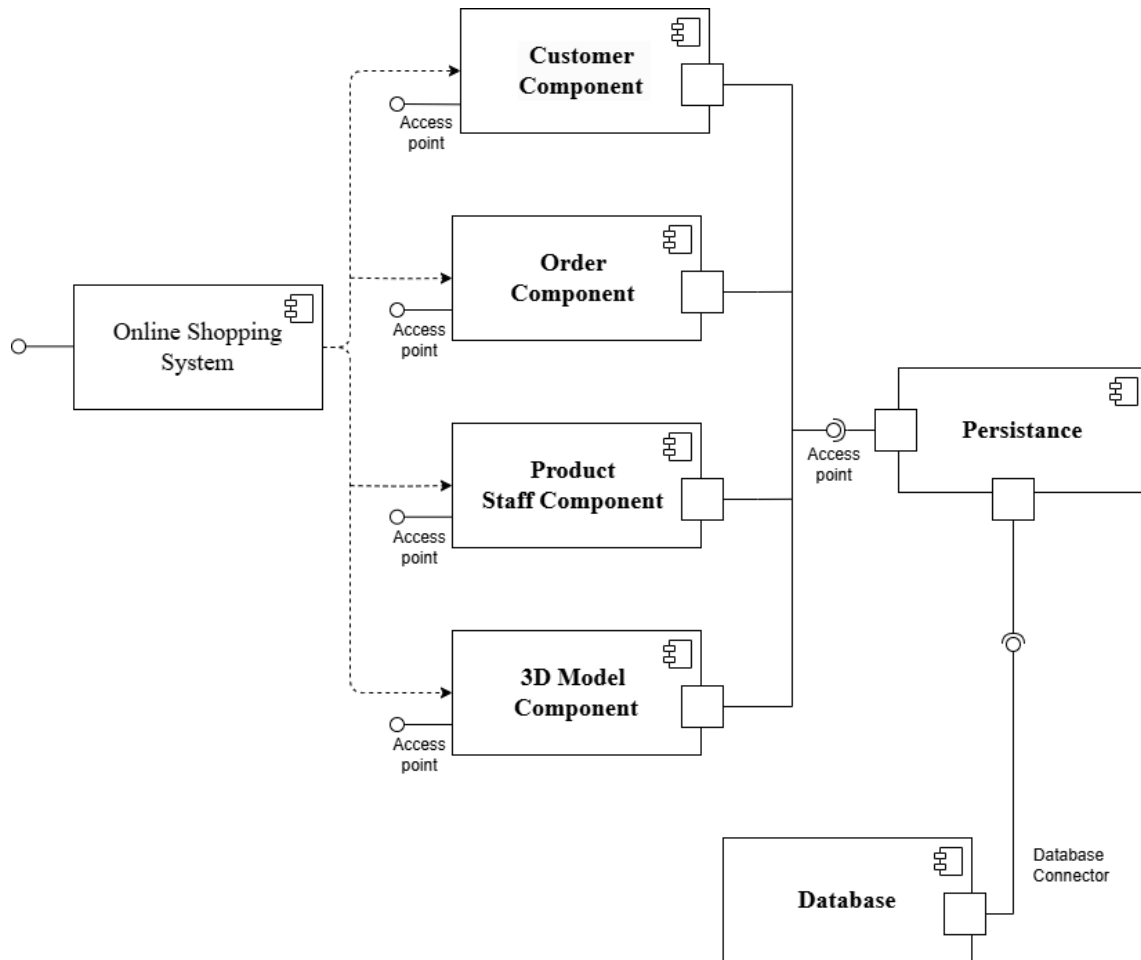 Customer
Component
Access
point
Order
Component
Access
point
Online Shopping
System
Product
Staff Component
Access
point
Persistance
Access
point
3D Model
Component
Access
point
Database
Connector
Database